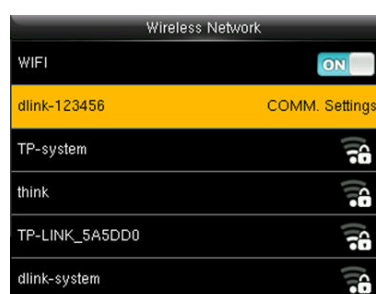 Wireless Network
WIFI ON
dlink-123456 COMM. Settings
TP-system
think
TP-LINK_5A5DD0
dlink-system